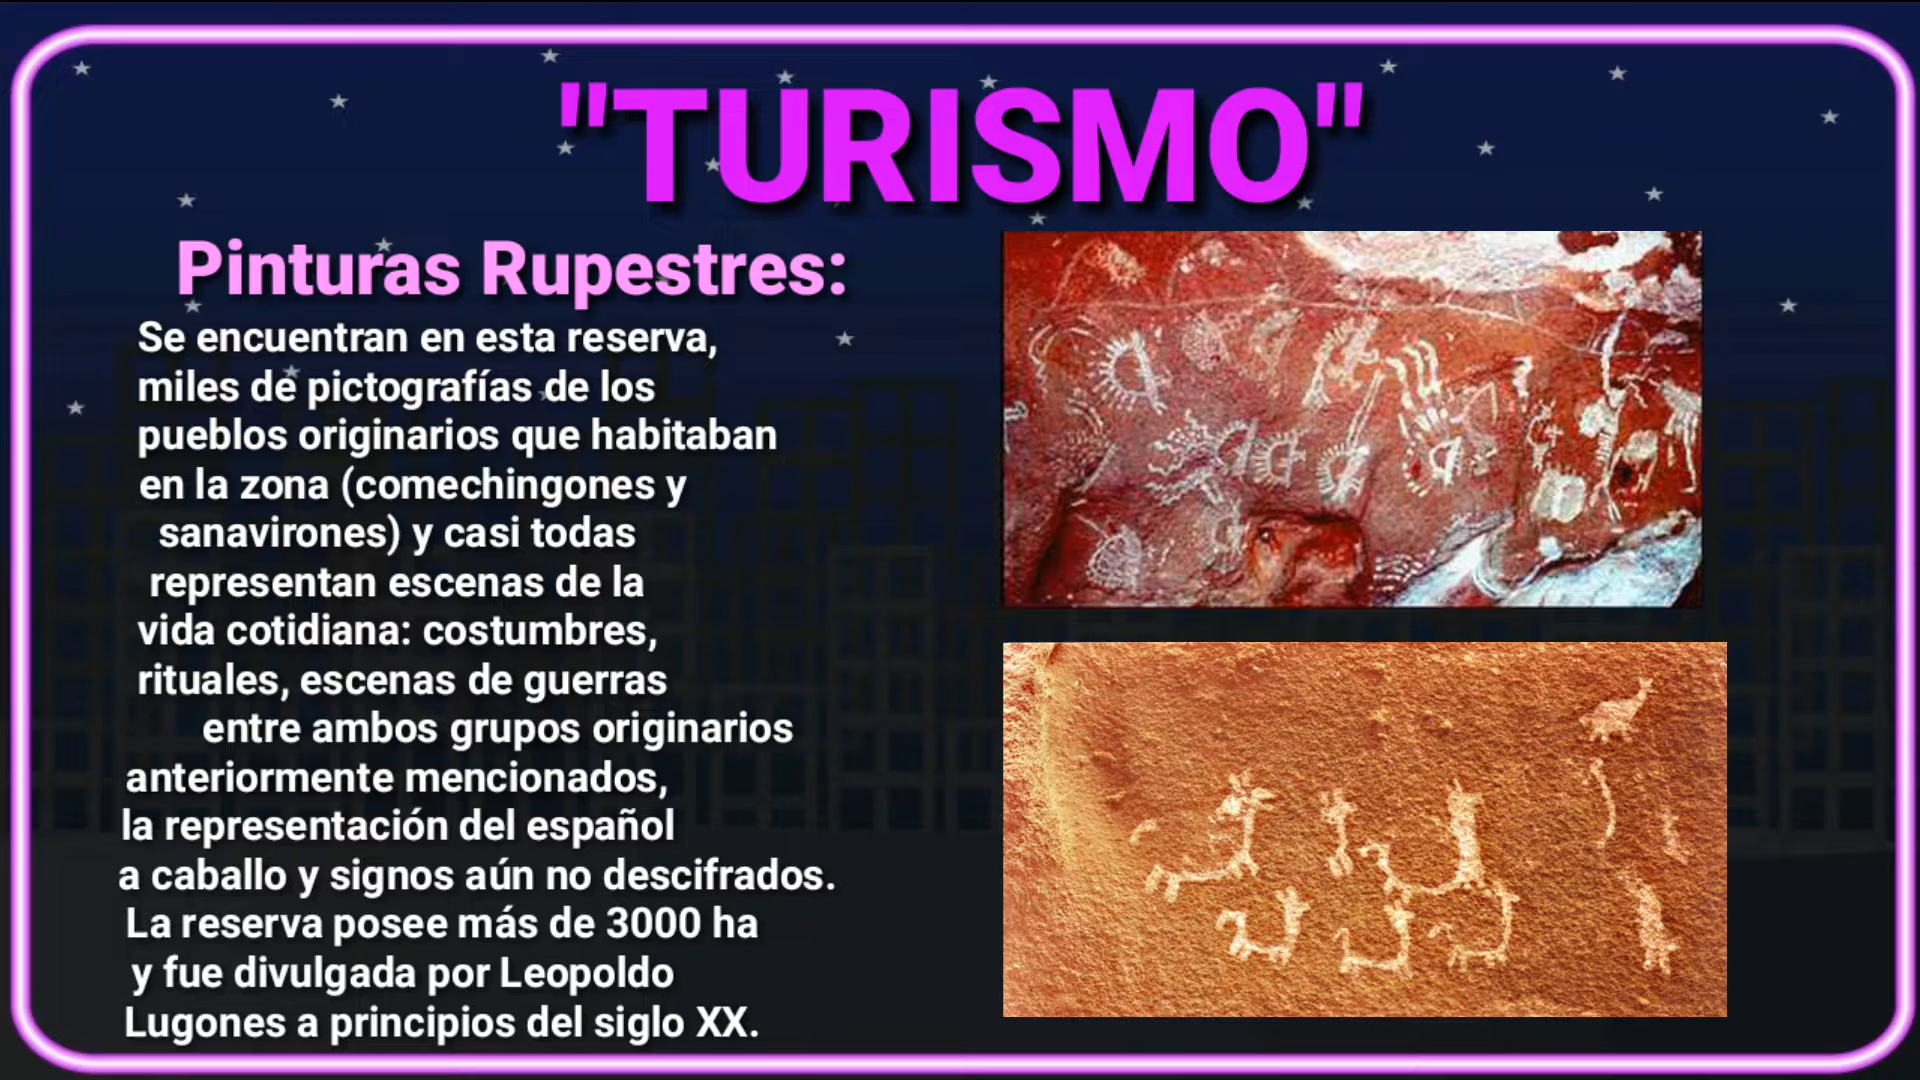 "TURISMO"
Pinturas Rupestres:
Se encuentran en esta reserva,
miles de pictografías de los
pueblos originarios que habitaban
en la zona (comechingones y
sanavirones) y casi todas
representan escenas de la
vida cotidiana: costumbres,
rituales, escenas de guerras
entre ambos grupos originarios
anteriormente mencionados,
la representación del español
a caballo y signos aún no descifrados.
La reserva posee más de 3000 ha
y fue divulgada por Leopoldo
Lugones a principios del siglo XX.